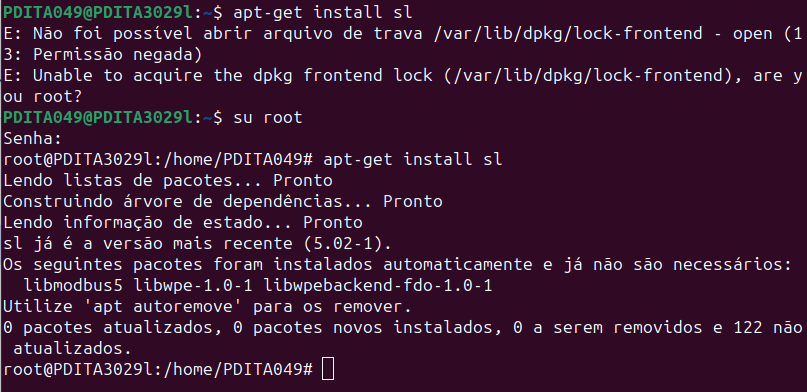 PDITA049@PDITA3029l:~$ apt-get install sl
E: Não foi possível abrir arquivo de trava /var/lib/dpkg/lock-frontend - open (1
3: Permissão negada)
E: Unable to acquire the dpkg frontend lock (/var/lib/dpkg/lock-frontend), are y
ou root?
PDITA049@PDITA3029l:~$ su root
Senha:
root@PDITA3029l:/home/PDITA049# apt-get install sl
Lendo listas de pacotes... Pronto
Construindo árvore de dependências... Pronto
Lendo informação de estado... Pronto
sl já é a versão mais recente (5.02-1).
Os seguintes pacotes foram instalados automaticamente e já não são necessários:
  libmodbus5 libwpe-1.0-1 libwpebackend-fdo-1.0-1
Utilize 'apt autoremove' para os remover.
0 pacotes atualizados, 0 pacotes novos instalados, 0 a serem removidos e 122 não
 atualizados.
root@PDITA3029l:/home/PDITA049#